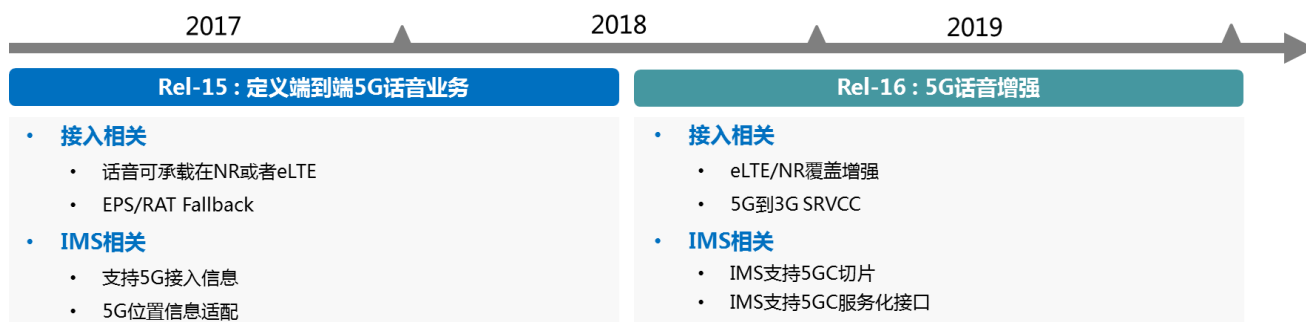 2017 2018 2019
Rel-15：定义端到端5G话音业务
• 接入相关
• 话音可承载在NR或者eLTE
• EPS/RAT Fallback
• IMS相关
• 支持5G接入信息
• 5G位置信息适配
Rel-16：5G话音增强
• 接入相关
• eLTE/NR覆盖增强
• 5G到3G SRVCC
• IMS相关
• IMS支持5GC切片
• IMS支持5GC服务化接口